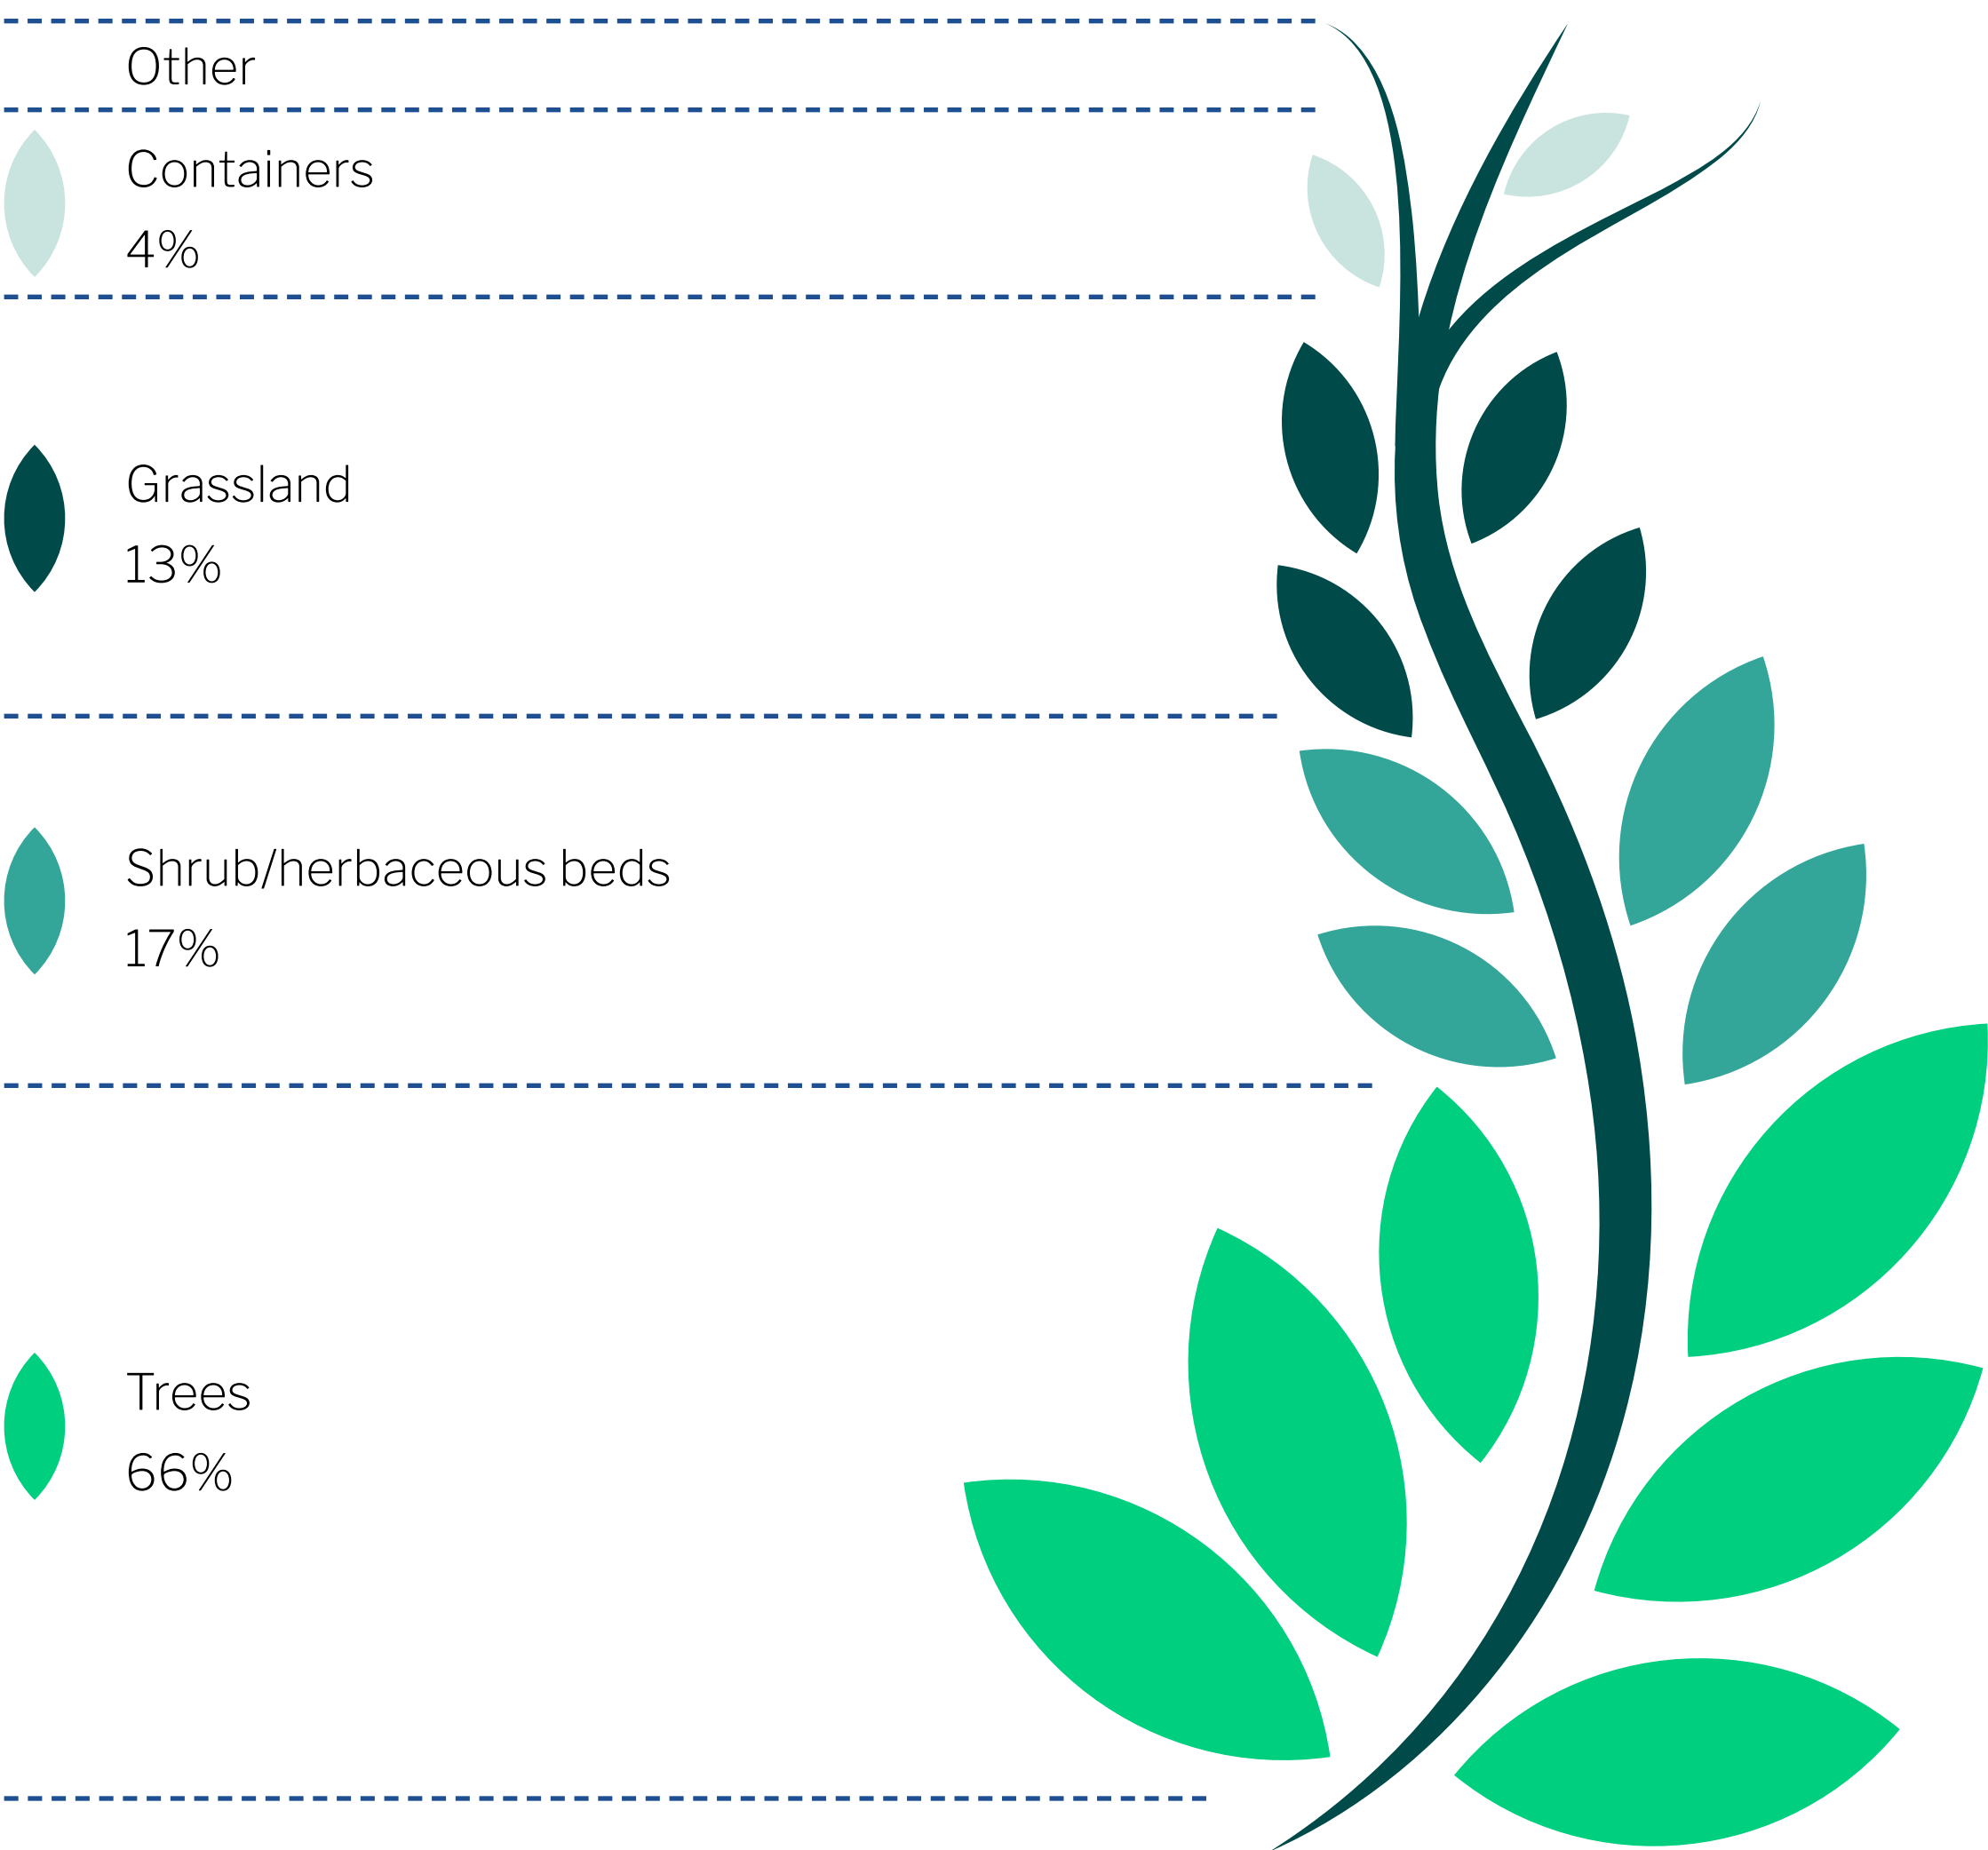 Other
Containers
4%
Grassland
13%
Shrub/herbaceous beds
17%
Trees
66%